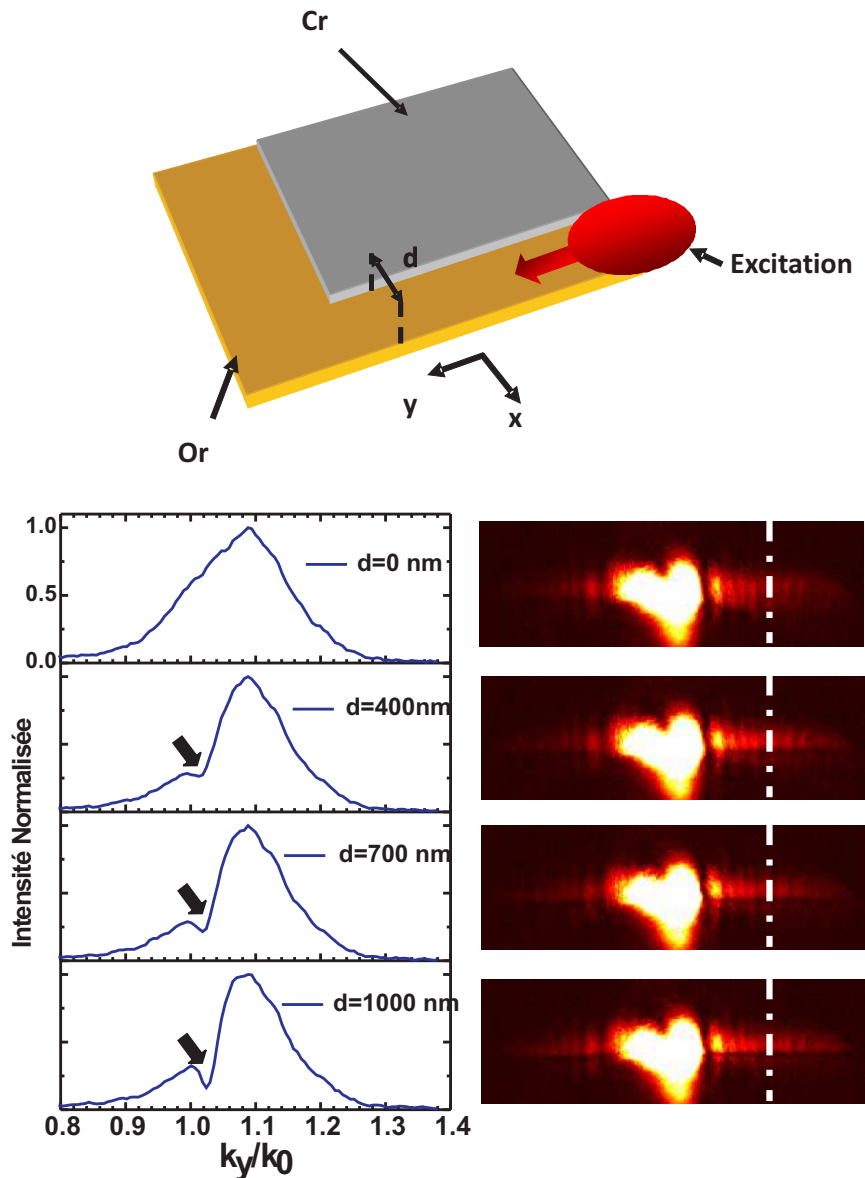 Cr
d
Excitation
y
x
Or
1.0
0.5
0.0
d=0 nm
d=400nm
d=700 nm
d=1000 nm
Intensité Normalisée
0.8 0.9 1.0 1.1 1.2 1.3 1.4
ky/k0